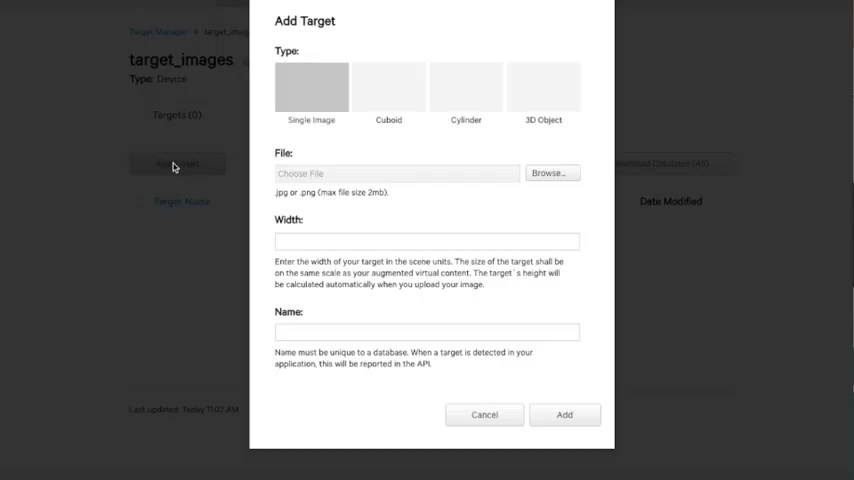 Add Target
Target Manager > target_imag
Type:
target_images
Type: Device
Targets (0)
Single Image Cuboid Cylinder 3D Object
File:
Add Target Download Database (All)
Choose File Browse...
.jpg or .png (max file size 2mb).
Target Name Date Modified
Width:
Enter the width of your target in the scene units. The size of the target shall be
on the same scale as your augmented virtual content. The target`s height will
be calculated automatically when you upload your image.
Name:
Name must be unique to a database. When a target is detected in your
application, this will be reported in the API.
Last updated: Today 11:02 AM
Cancel Add